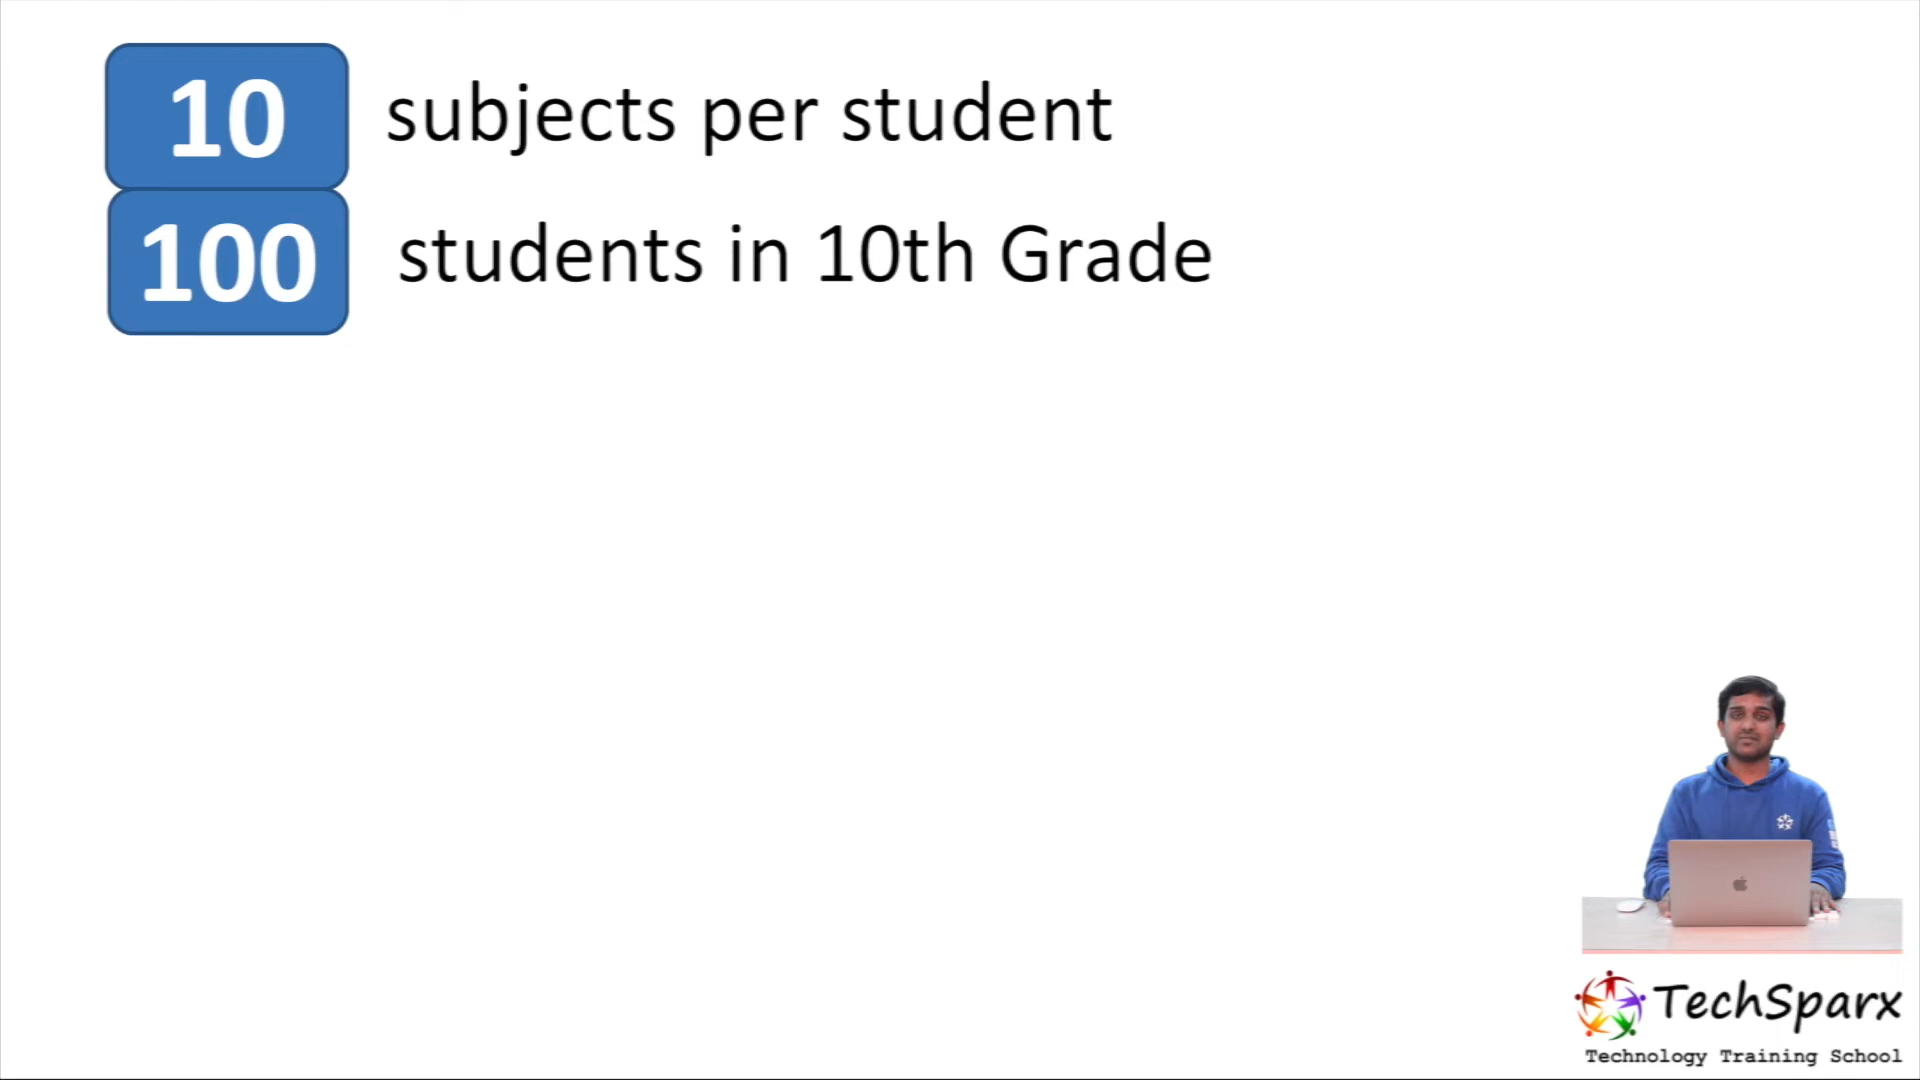 10 subjects per student
100 students in 10th Grade
TechSparx
Technology Training School